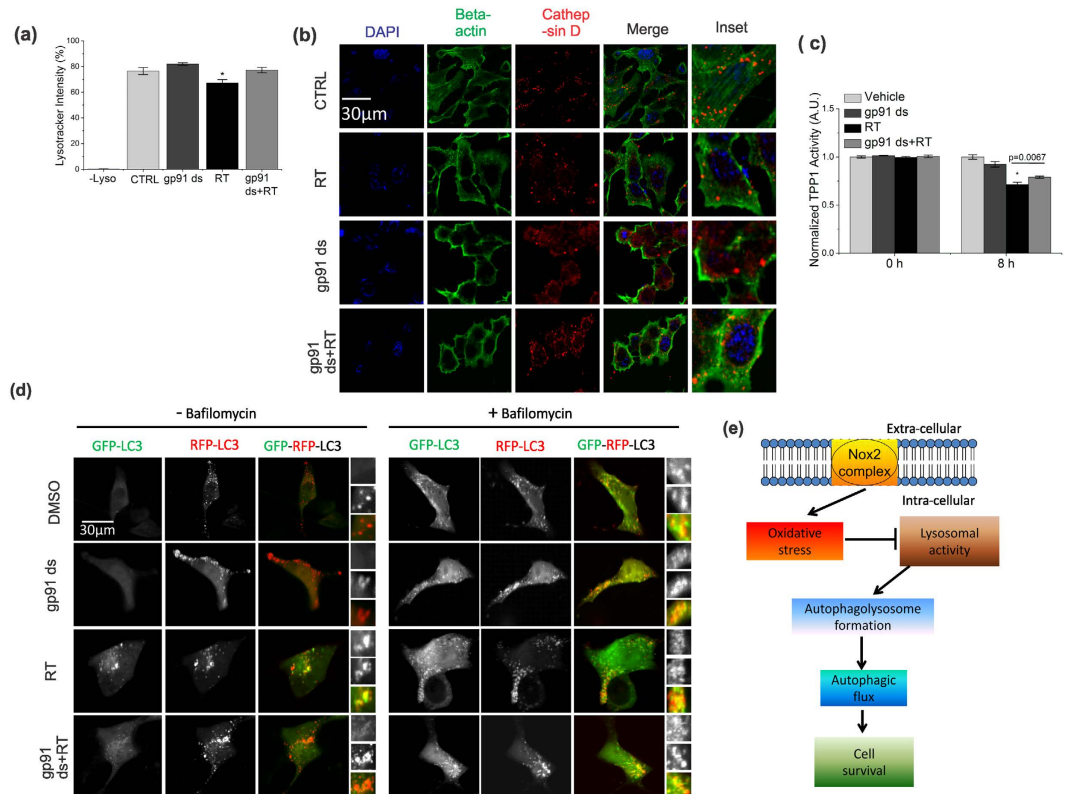 (a)
Lysotracker Intensity (%)
100
80
60
40
20
0
*
-Lyso
CTRL
gp91 ds
RT
gp91
ds+RT
(b)
DAPI
Beta-
actin
Cathep
-sin D
Merge
Inset
CTRL
30µm
RT
gp91 ds
gp91
ds+RT
( c)
Normalized TPP1 Activity (A.U.)
1.5
1.0
0.5
0.0
Vehicle
gp91 ds
RT
gp91 ds+RT
p=0.0067
*
0 h
8 h
(d)
- Bafilomycin
+ Bafilomycin
GFP-LC3
RFP-LC3
GFP-RFP-LC3
GFP-LC3
RFP-LC3
GFP-RFP-LC3
DMSO
30µm
gp91 ds
RT
gp91
ds+RT
(e)
Extra-cellular
Nox2
complex
Intra-cellular
Oxidative
stress
Lysosomal
activity
Autophagolysosome
formation
Autophagic
flux
Cell
survival